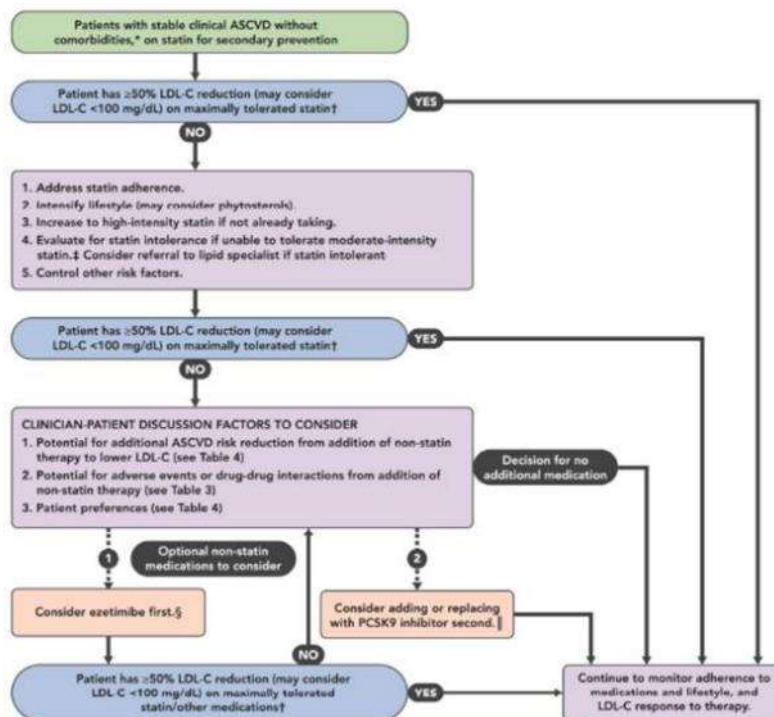 Patients with stable clinical ASCVD without
comorbidities,* on statin for secondary prevention
Patient has ≥50% LDL-C reduction (may consider
LDL-C <100 mg/dL) on maximally tolerated statin†
YES
NO
1. Address statin adherence.
2. Intensify lifestyle (may consider phytosterols).
3. Increase to high-intensity statin if not already taking.
4. Evaluate for statin intolerance if unable to tolerate moderate-intensity
statin.‡ Consider referral to lipid specialist if statin intolerant
5. Control other risk factors.
Patient has ≥50% LDL-C reduction (may consider
LDL-C <100 mg/dL) on maximally tolerated statin†
YES
NO
CLINICIAN-PATIENT DISCUSSION FACTORS TO CONSIDER
1. Potential for additional ASCVD risk reduction from addition of non-statin
therapy to lower LDL-C (see Table 4)
2. Potential for adverse events or drug-drug interactions from addition of
non-statin therapy (see Table 3)
3. Patient preferences (see Table 4)
Decision for no
additional medication
1
Optional non-statin
medications to consider
2
Consider ezetimibe first.§
Consider adding or replacing
with PCSK9 inhibitor second.‖
NO
Patient has ≥50% LDL-C reduction (may consider
LDL-C <100 mg/dL) on maximally tolerated
statin/other medications†
YES
Continue to monitor adherence to
medications and lifestyle, and
LDL-C response to therapy.